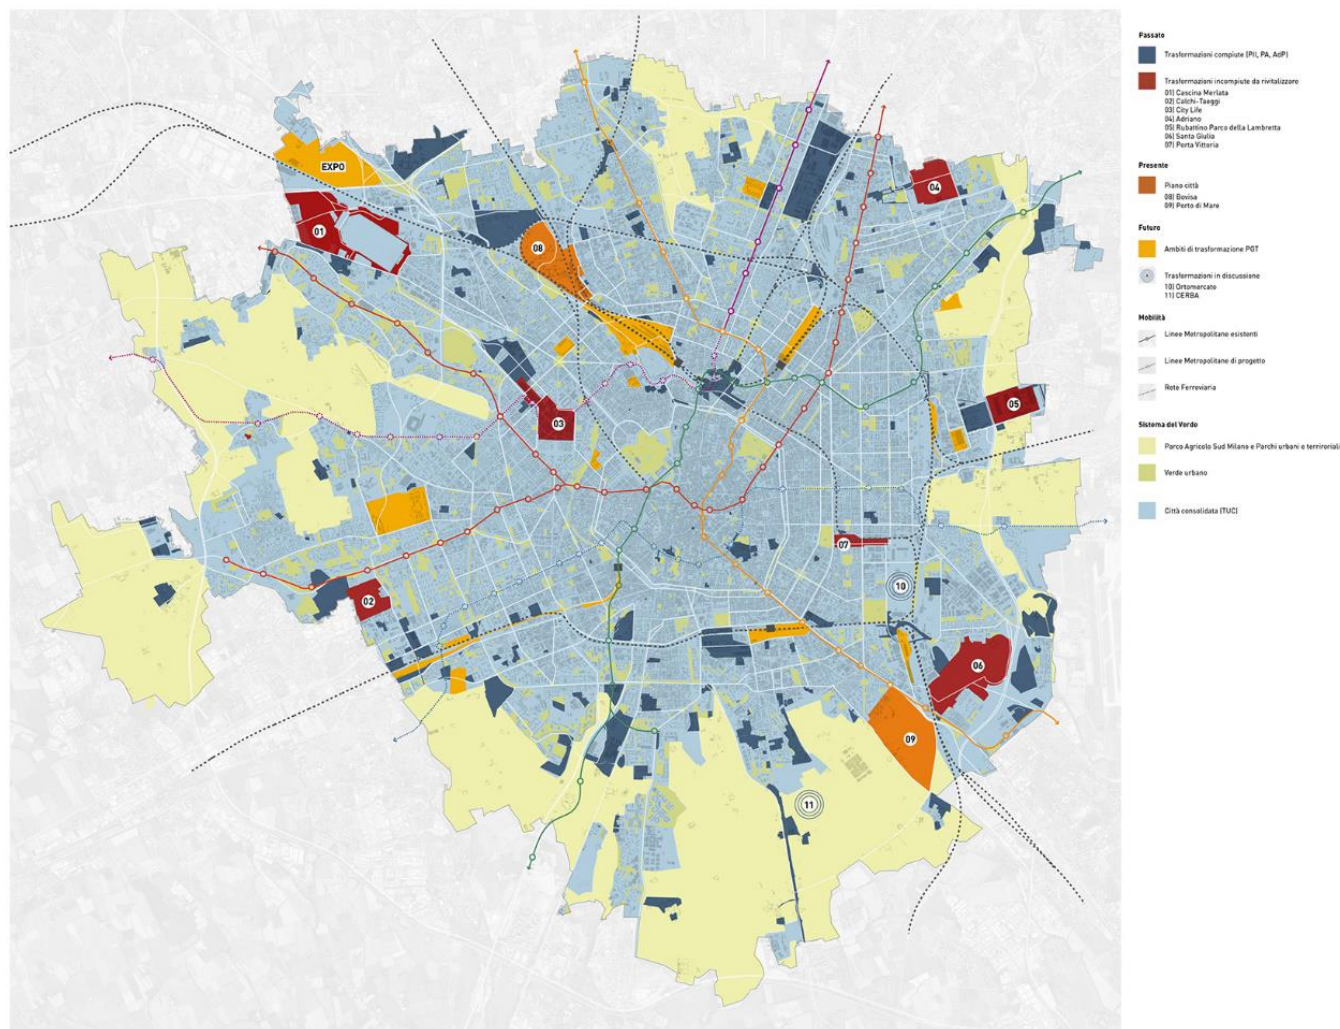 EXPO
01
08
04
05
03
02
07
10
06
09
11
Passato
Trasformazioni compiute (PII, PA, AdP)
Trasformazioni incompiute da rivitalizzare
01) Cascina Merlata
02) Calchi-Taeggi
03) City Life
04) Adriano
05) Rubattino Parco della Lambretta
06) Santa Giulia
07) Porta Vittoria
Presente
Piano città
08) Bovisa
09) Porto di Mare
Futuro
Ambiti di trasformazione PGT
Trasformazioni in discussione
10) Ortomercato
11) CERBA
Mobilità
Linee Metropolitane esistenti
Linee Metropolitane di progetto
Rete Ferroviaria
Sistema del Verde
Parco Agricolo Sud Milano e Parchi urbani e terriroriali
Verde urbano
Città consolidata (TUC)